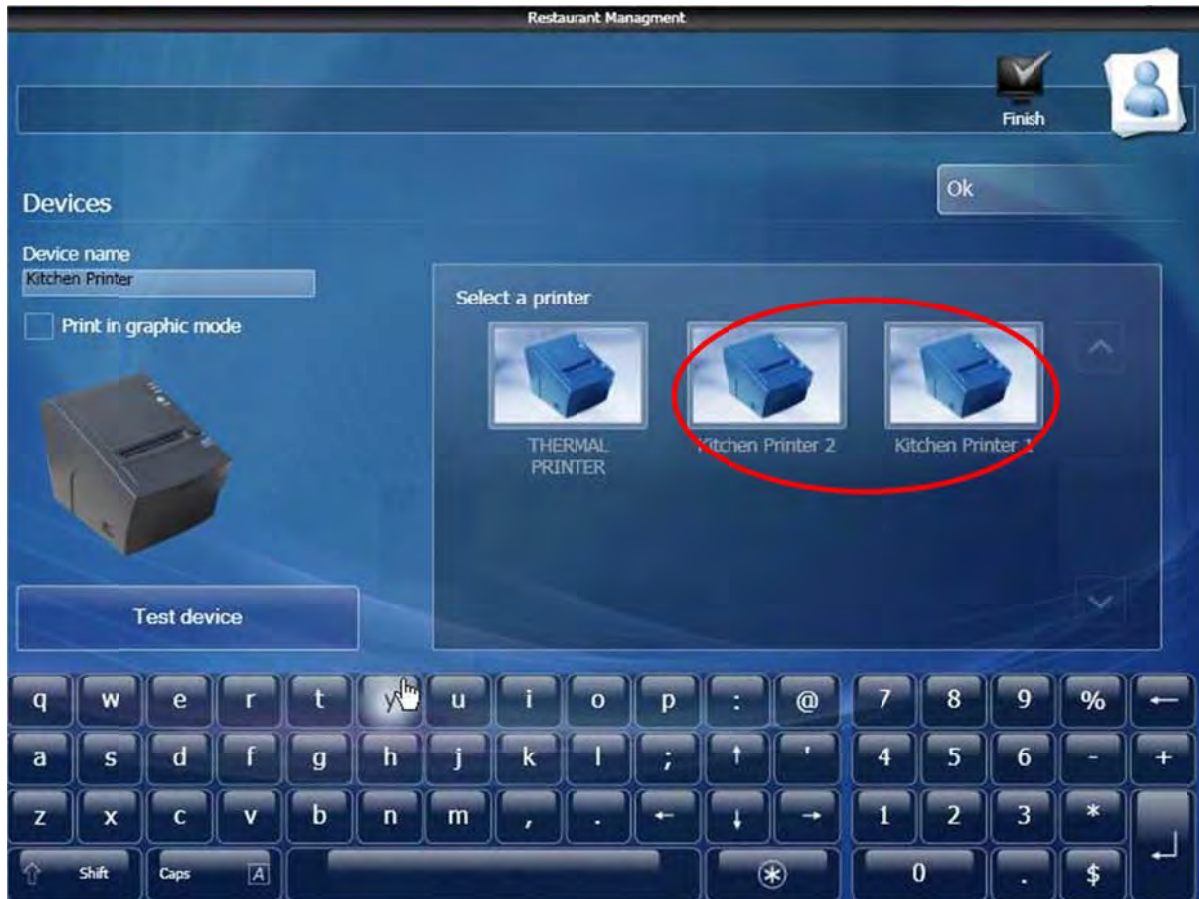 Restaurant Managment
Finish
Ok
Devices
Device name
Kitchen Printer
Print in graphic mode
Select a printer
THERMAL
PRINTER
Kitchen Printer 2
Kitchen Printer 1
Test device
q w e r t y u i o p : @ 7 8 9 % ←
a s d f g h j k l ; ↑ ' 4 5 6 - +
z x c v b n m , . ← ↓ → 1 2 3 * ↵
⇧ Shift Caps A ⊛ 0 . $